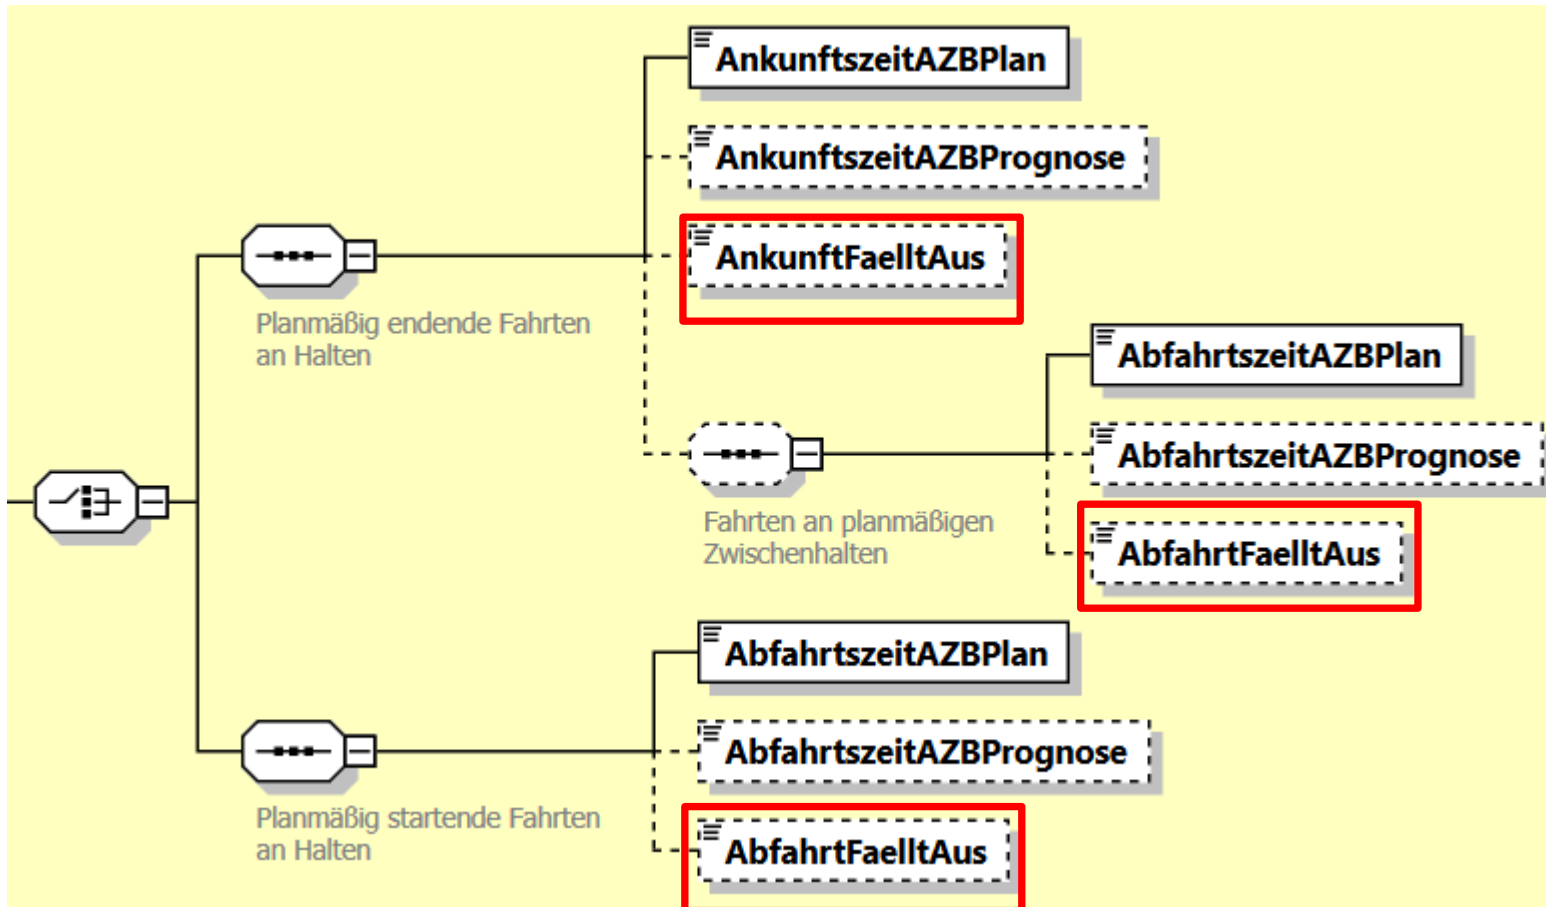 AnkunftszeitAZBPlan
AnkunftszeitAZBPrognose
AnkunftFaelltAus
Planmäßig endende Fahrten
an Halten
AbfahrtszeitAZBPlan
AbfahrtszeitAZBPrognose
AbfahrtFaelltAus
Fahrten an planmäßigen
Zwischenhalten
AbfahrtszeitAZBPlan
AbfahrtszeitAZBPrognose
AbfahrtFaelltAus
Planmäßig startende Fahrten
an Halten